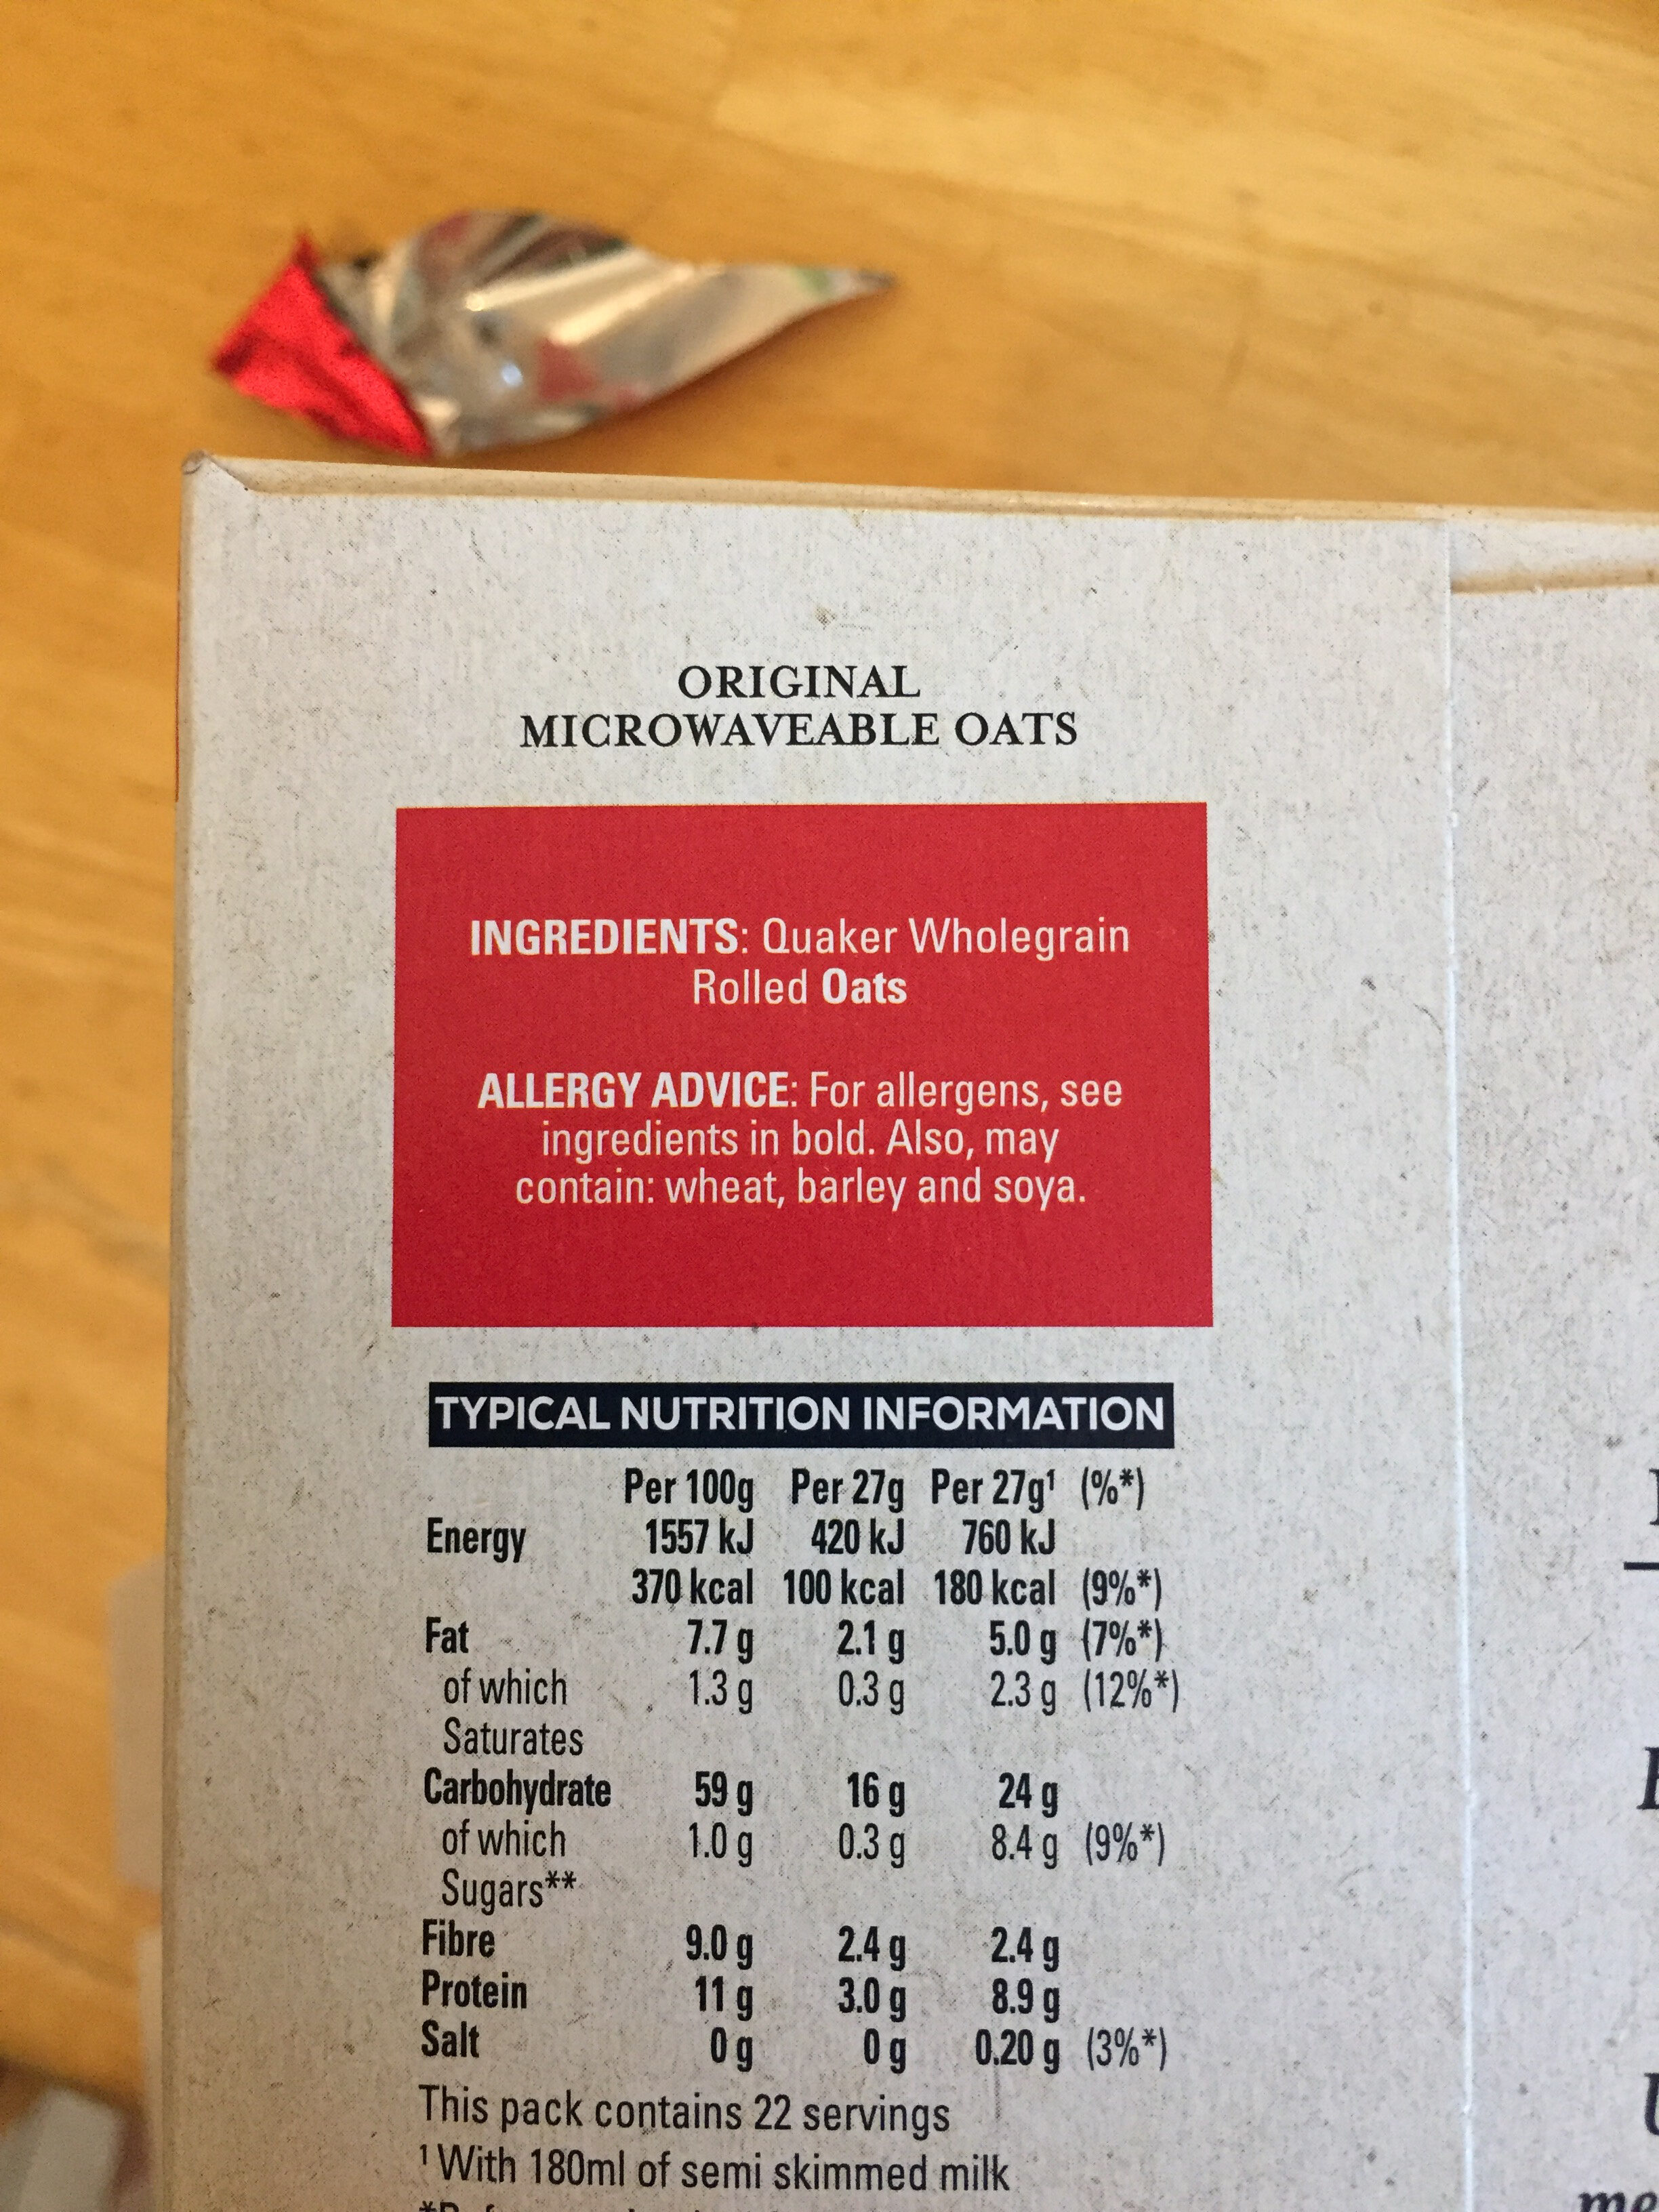 ORIGINAL
MICROWAVEABLE OATS
INGREDIENTS: Quaker Wholegrain
Rolled Oats
ALLERGY ADVICE: For allergens, see
ingredients in bold. Also, may
contain: wheat, barley and soya.
TYPICAL NUTRITION INFORMATION
Per 100g Per 27g Per 27g¹ (%*)
Energy 1557 kJ 420 kJ 760 kJ
370 kcal 100 kcal 180 kcal (9%*)
Fat 7.7 g 2.1 g 5.0 g (7%*)
of which 1.3 g 0.3 g 2.3 g (12%*)
Saturates
Carbohydrate 59 g 16 g 24 g
of which 1.0 g 0.3 g 8.4 g (9%*)
Sugars**
Fibre 9.0 g 2.4 g 2.4 g
Protein 11 g 3.0 g 8.9 g
Salt 0 g 0 g 0.20 g (3%*)
This pack contains 22 servings
¹ With 180ml of semi skimmed milk